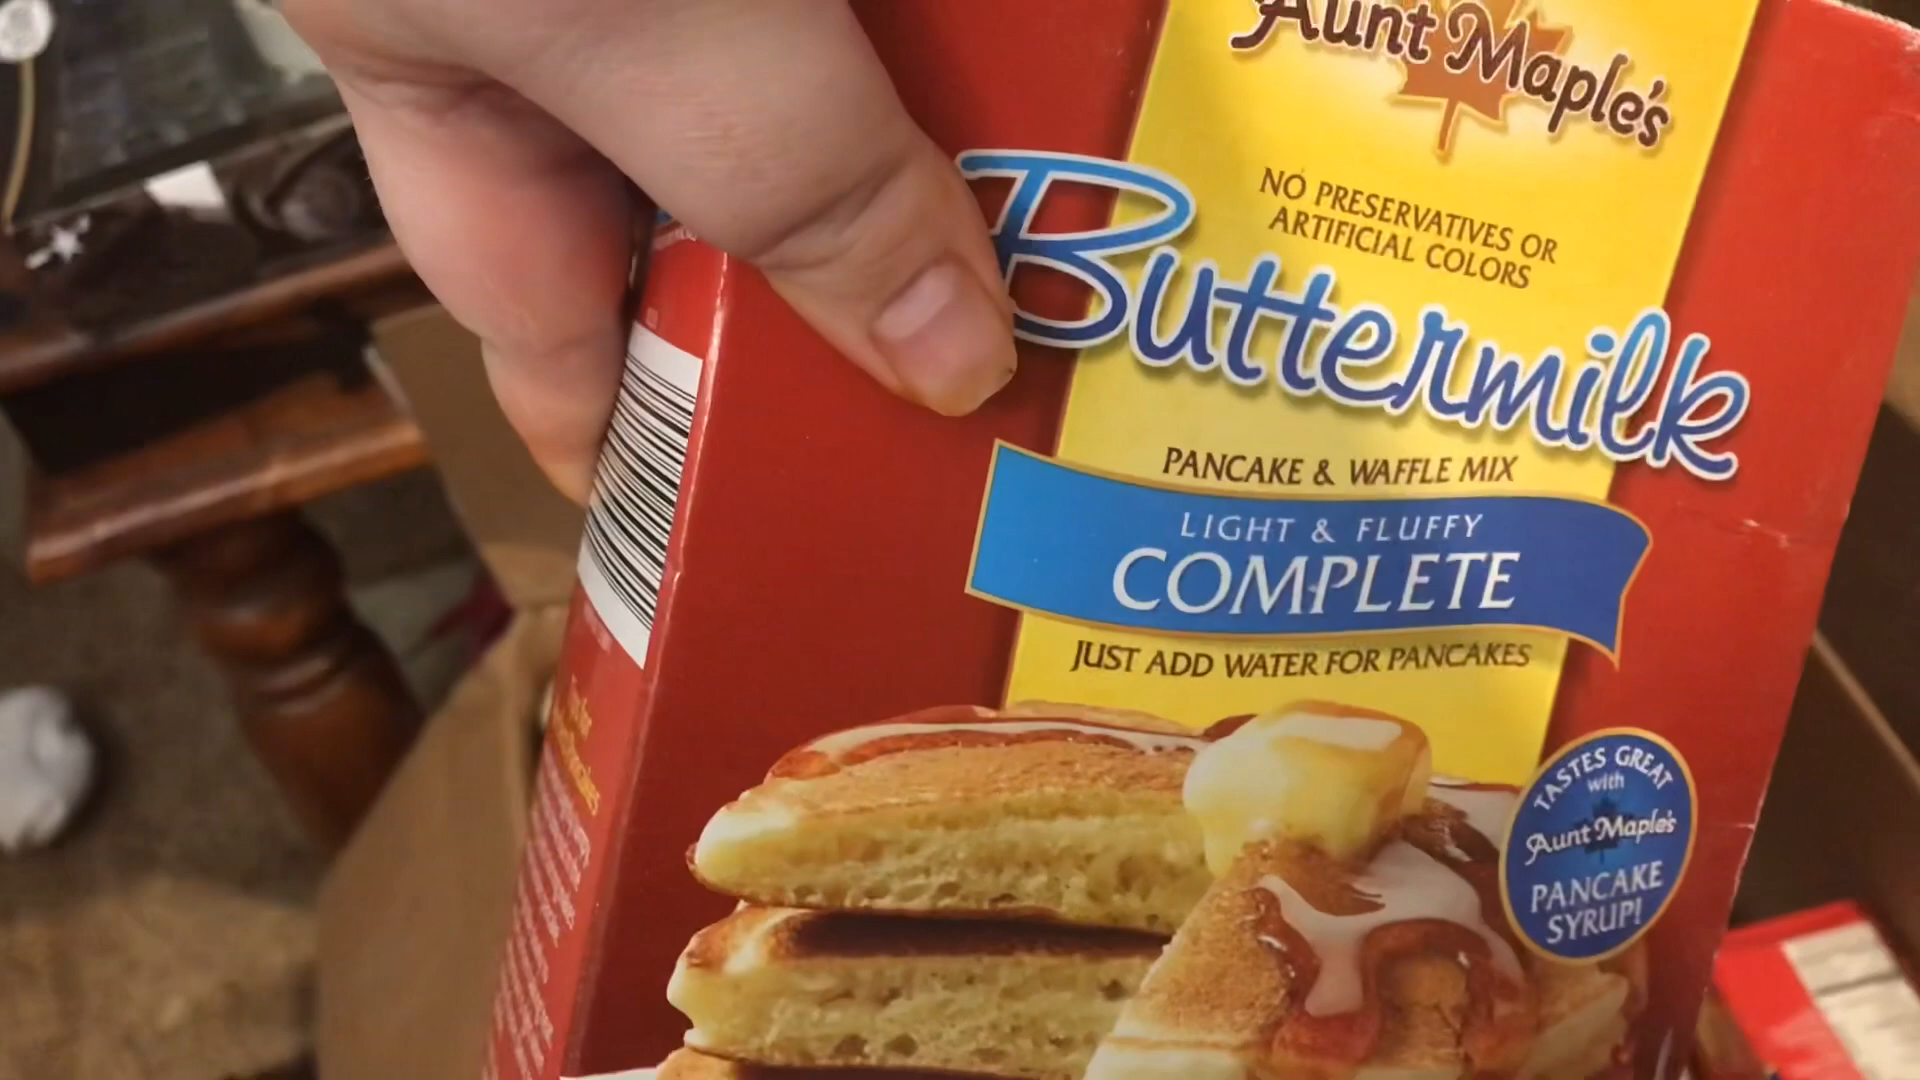 Aunt Maple's
NO PRESERVATIVES OR
ARTIFICIAL COLORS
Buttermilk
PANCAKE & WAFFLE MIX
LIGHT & FLUFFY
COMPLETE
JUST ADD WATER FOR PANCAKES
TASTES GREAT
with
Aunt Maple's
PANCAKE
SYRUP!